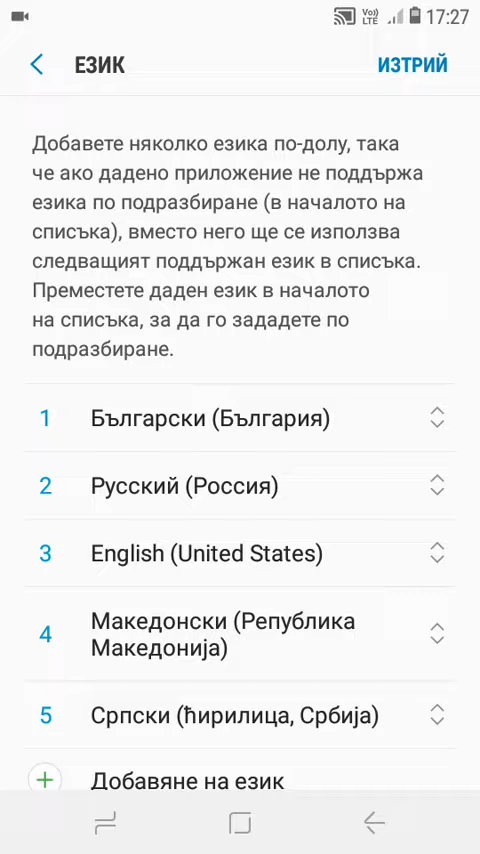 Vo))
LTE
17:27
ЕЗИК
ИЗТРИЙ
Добавете няколко езика по-долу, така
че ако дадено приложение не поддържа
езика по подразбиране (в началото на
списъка), вместо него ще се използва
следващият поддържан език в списъка.
Преместете даден език в началото
на списъка, за да го зададете по
подразбиране.
1 Български (България)
2 Русский (Россия)
3 English (United States)
4 Македонски (Република
Македонија)
5 Српски (ћирилица, Србија)
Добавяне на език